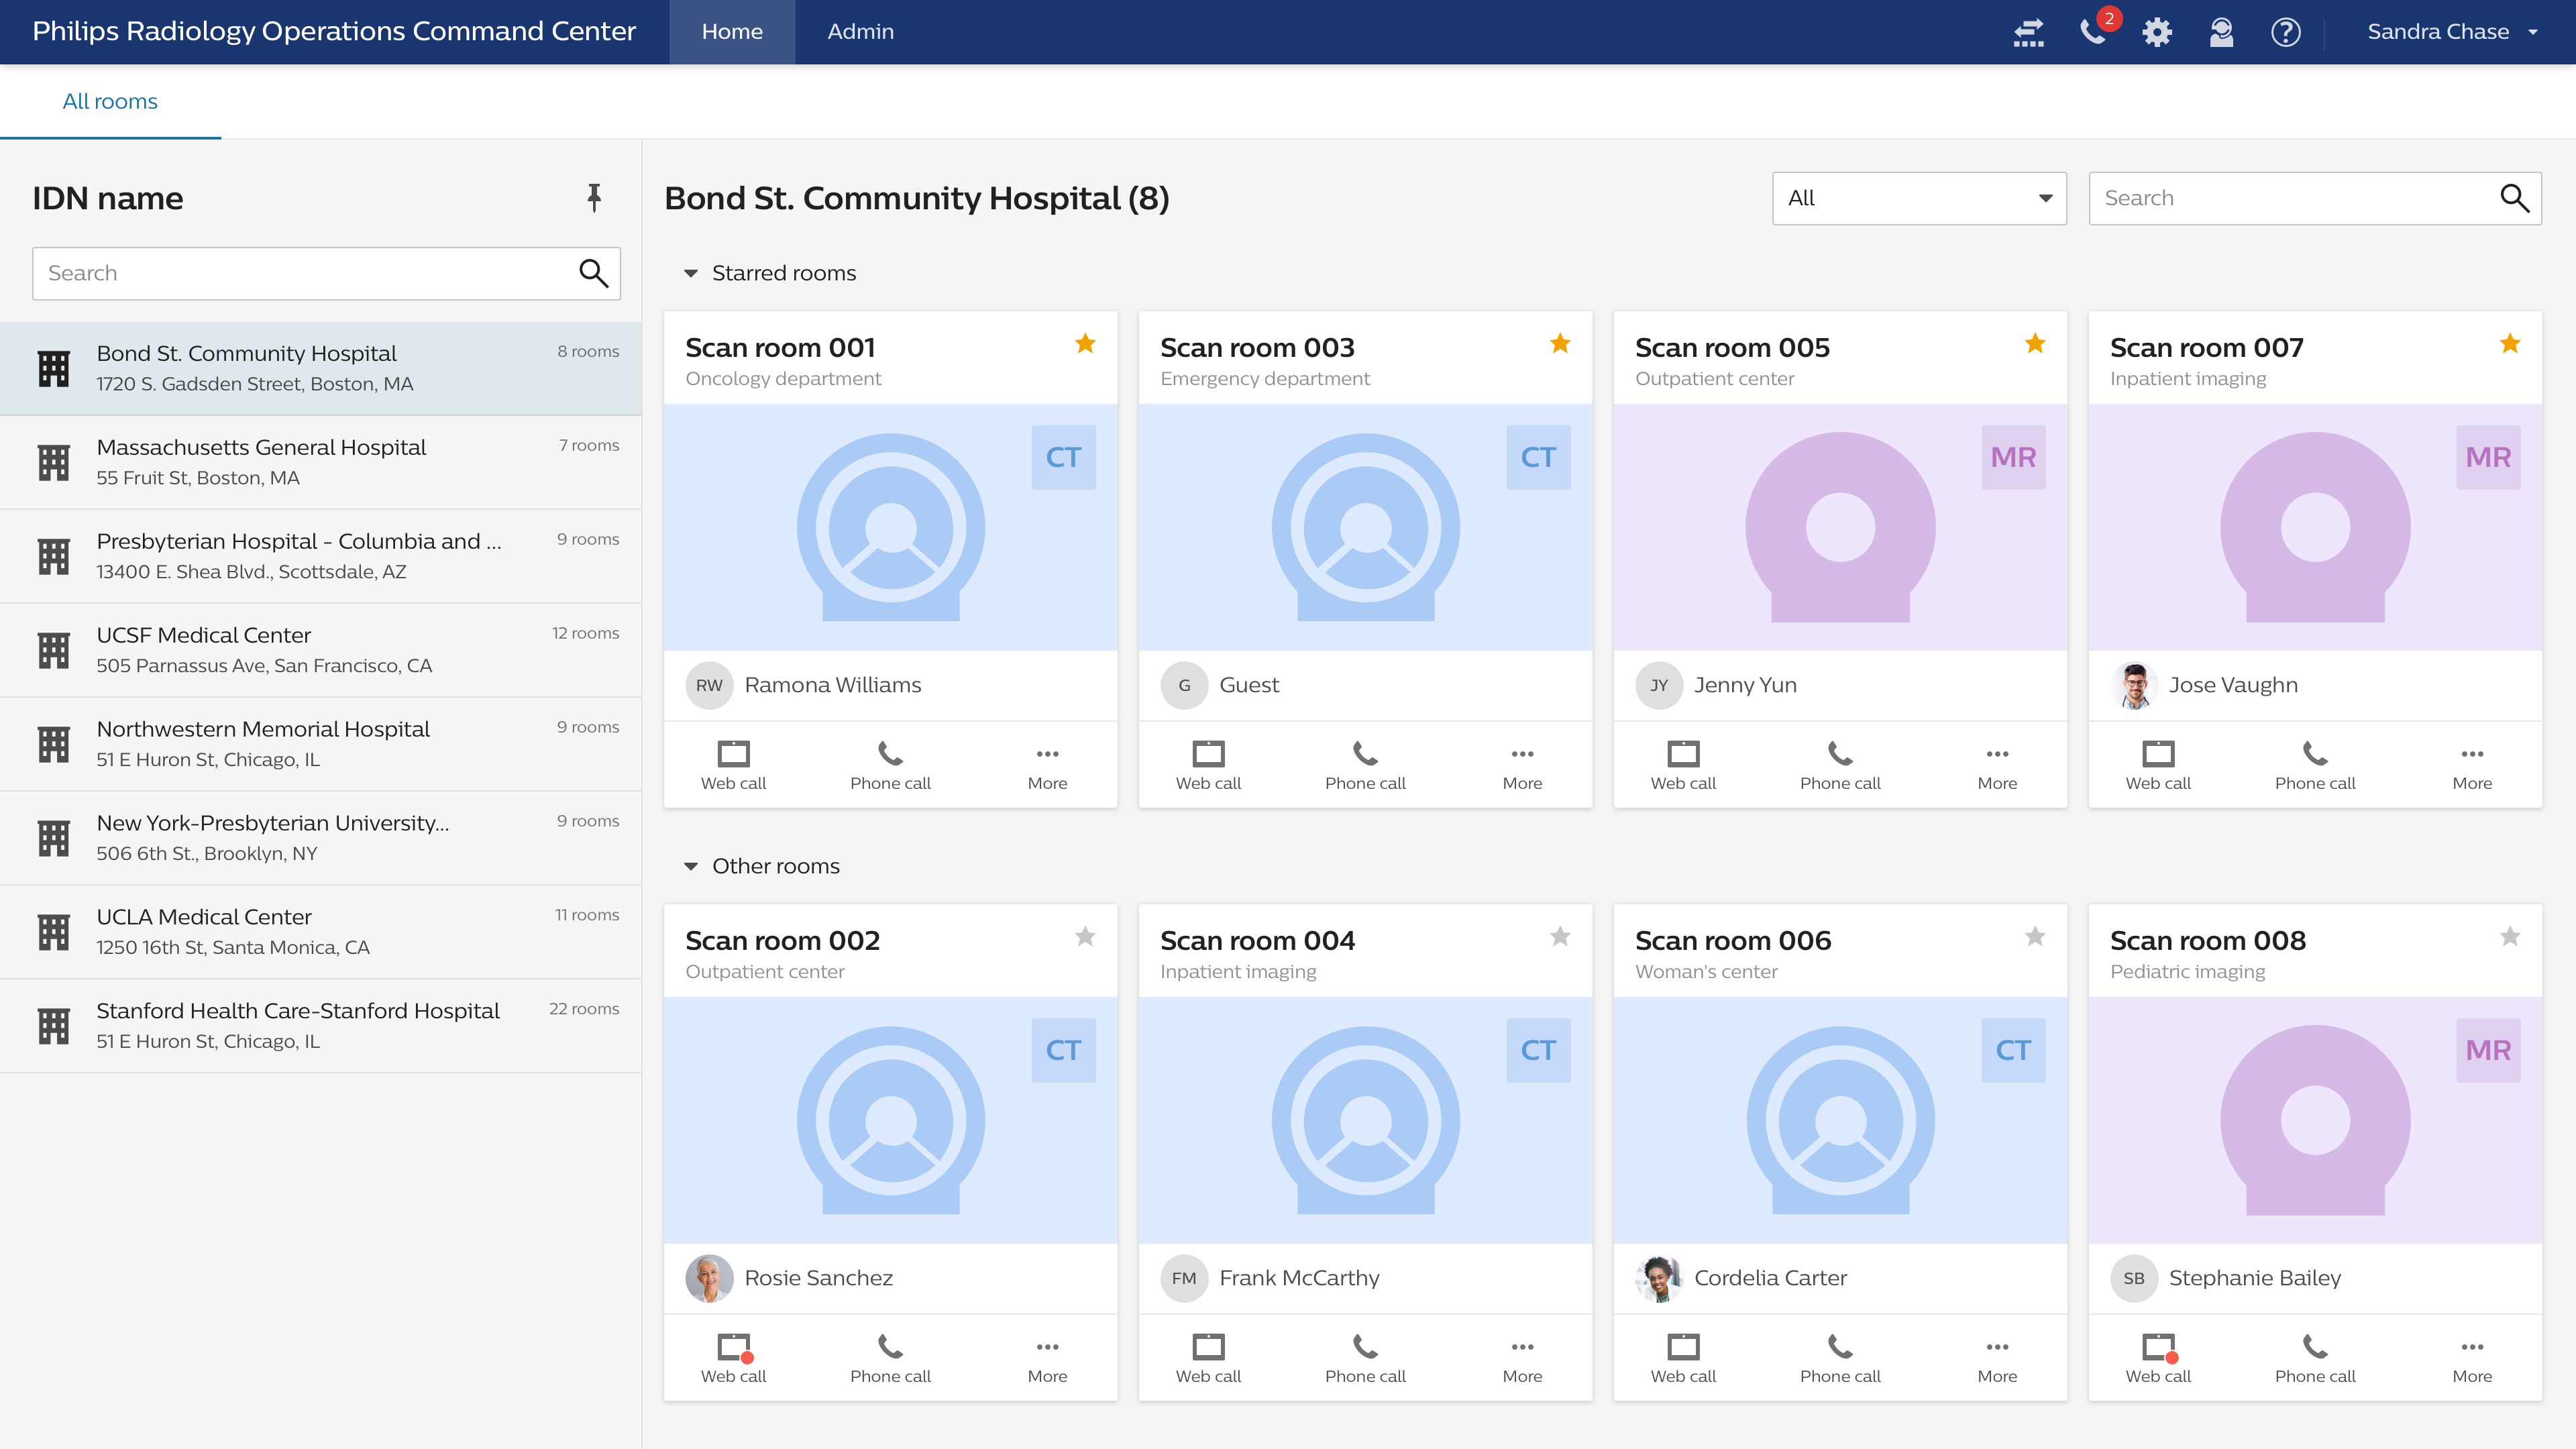 Philips Radiology Operations Command Center
Home
Admin
2
Sandra Chase
All rooms
IDN name
Search
Bond St. Community Hospital
8 rooms
1720 S. Gadsden Street, Boston, MA
Massachusetts General Hospital
7 rooms
55 Fruit St, Boston, MA
Presbyterian Hospital - Columbia and ...
9 rooms
13400 E. Shea Blvd., Scottsdale, AZ
UCSF Medical Center
12 rooms
505 Parnassus Ave, San Francisco, CA
Northwestern Memorial Hospital
9 rooms
51 E Huron St, Chicago, IL
New York-Presbyterian University...
9 rooms
506 6th St., Brooklyn, NY
UCLA Medical Center
11 rooms
1250 16th St, Santa Monica, CA
Stanford Health Care-Stanford Hospital
22 rooms
51 E Huron St, Chicago, IL
Bond St. Community Hospital (8)
All
Search
Starred rooms
Scan room 001
Oncology department
CT
RW
Ramona Williams
Web call
Phone call
More
Scan room 003
Emergency department
CT
G
Guest
Web call
Phone call
More
Scan room 005
Outpatient center
MR
JY
Jenny Yun
Web call
Phone call
More
Scan room 007
Inpatient imaging
MR
Jose Vaughn
Web call
Phone call
More
Other rooms
Scan room 002
Outpatient center
CT
Rosie Sanchez
Web call
Phone call
More
Scan room 004
Inpatient imaging
CT
FM
Frank McCarthy
Web call
Phone call
More
Scan room 006
Woman's center
CT
Cordelia Carter
Web call
Phone call
More
Scan room 008
Pediatric imaging
MR
SB
Stephanie Bailey
Web call
Phone call
More